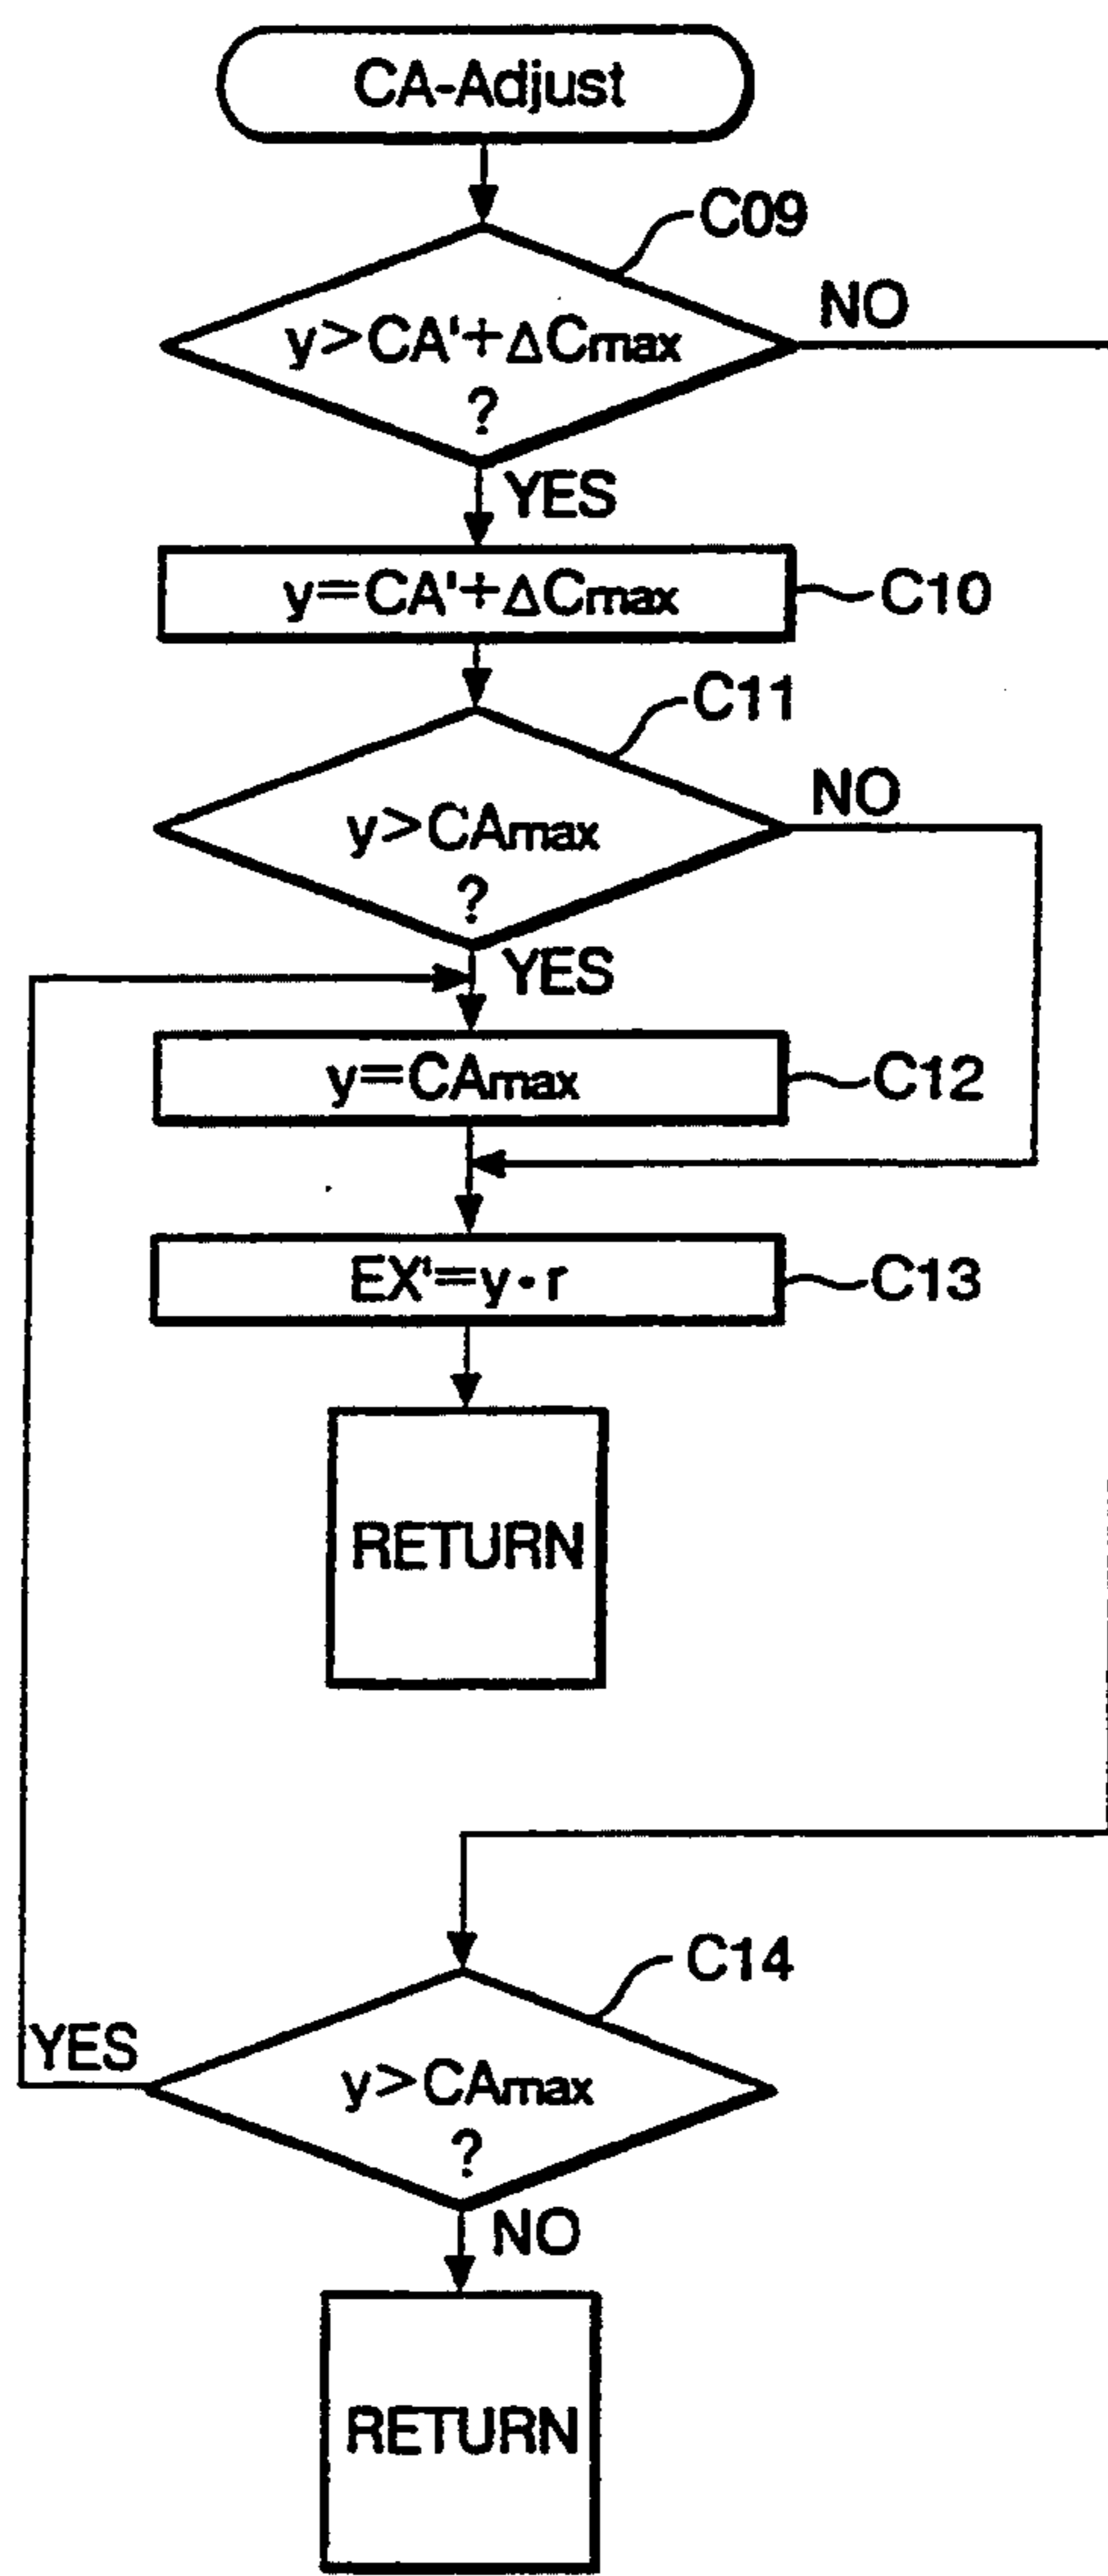 CA-Adjust
C09
y>CA'+ΔCmax
?
NO
YES
y=CA'+ΔCmax
C10
C11
y>CAmax
?
NO
YES
y=CAmax
C12
EX'=y・r
C13
RETURN
C14
YES
y>CAmax
?
NO
RETURN